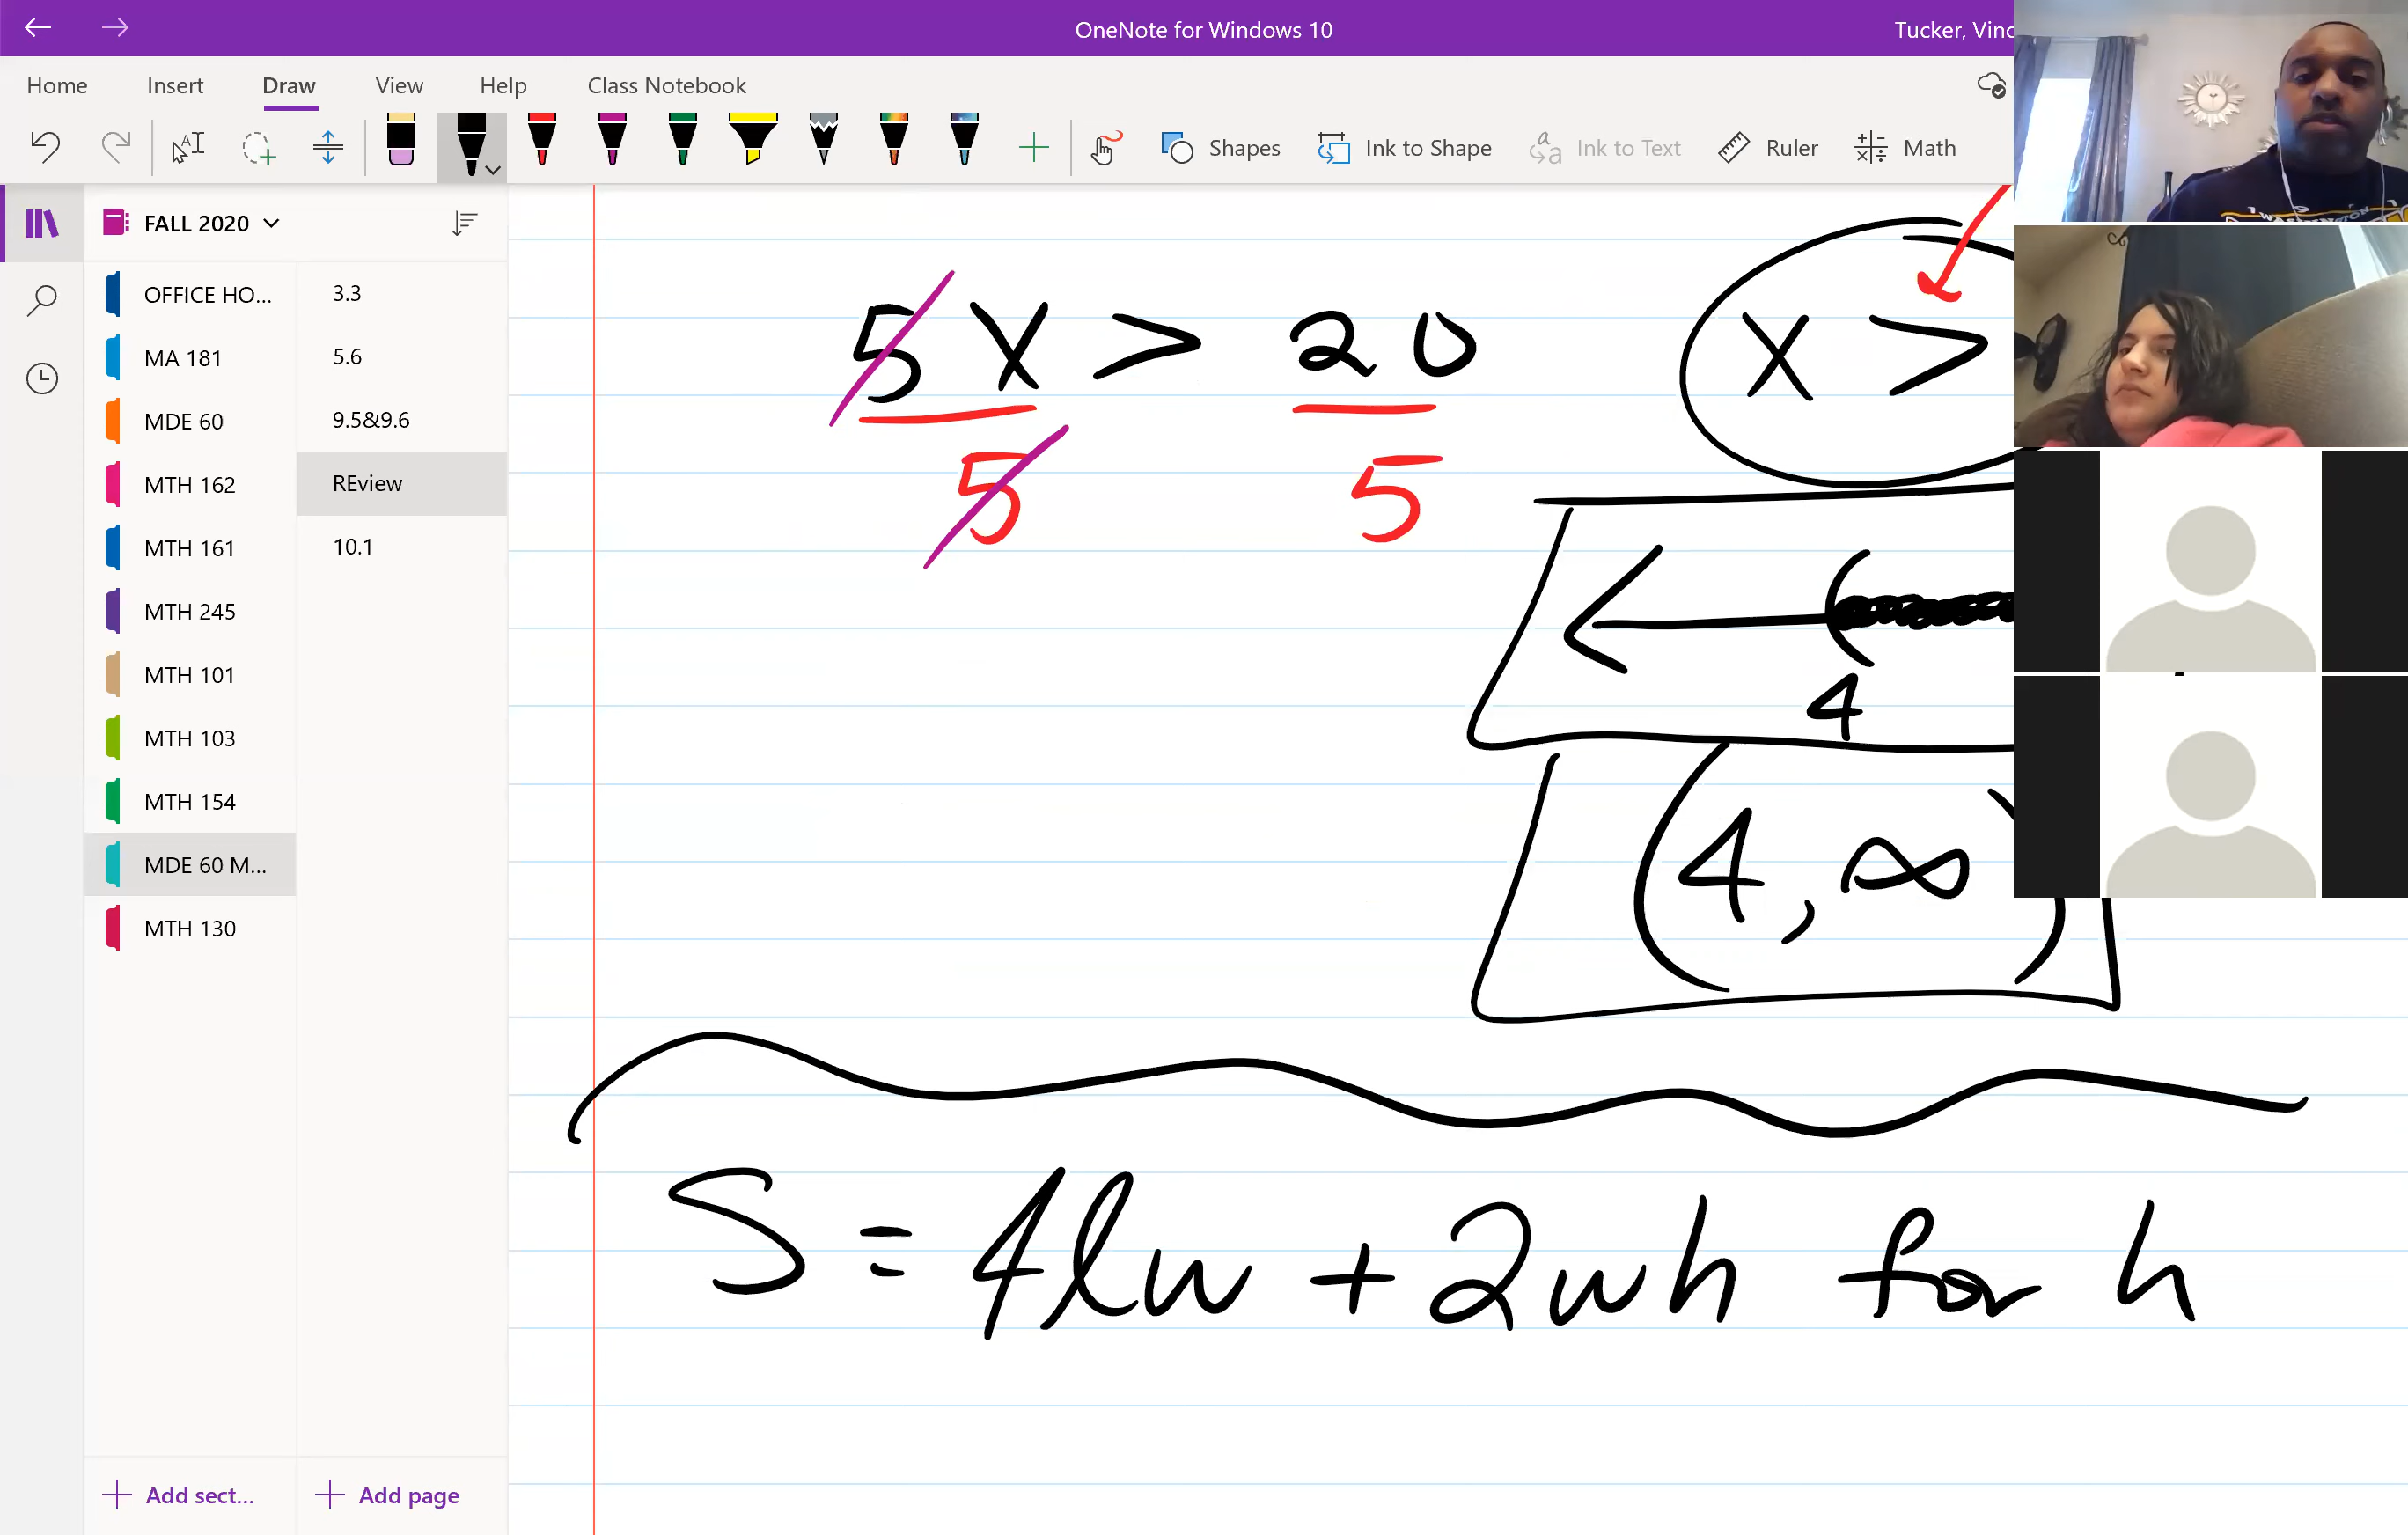 OneNote for Windows 10
Tucker, Vinc
Home Insert Draw View Help Class Notebook
Shapes Ink to Shape Ink to Text Ruler Math
FALL 2020
OFFICE HO...
MA 181
MDE 60
MTH 162
MTH 161
MTH 245
MTH 101
MTH 103
MTH 154
MDE 60 M...
MTH 130
Add sect...
3.3
5.6
9.5&9.6
REview
10.1
Add page
5x > 20
5 5
x >
4
(4, ∞)
S = 4lw + 2wh for h
WASHINGTON